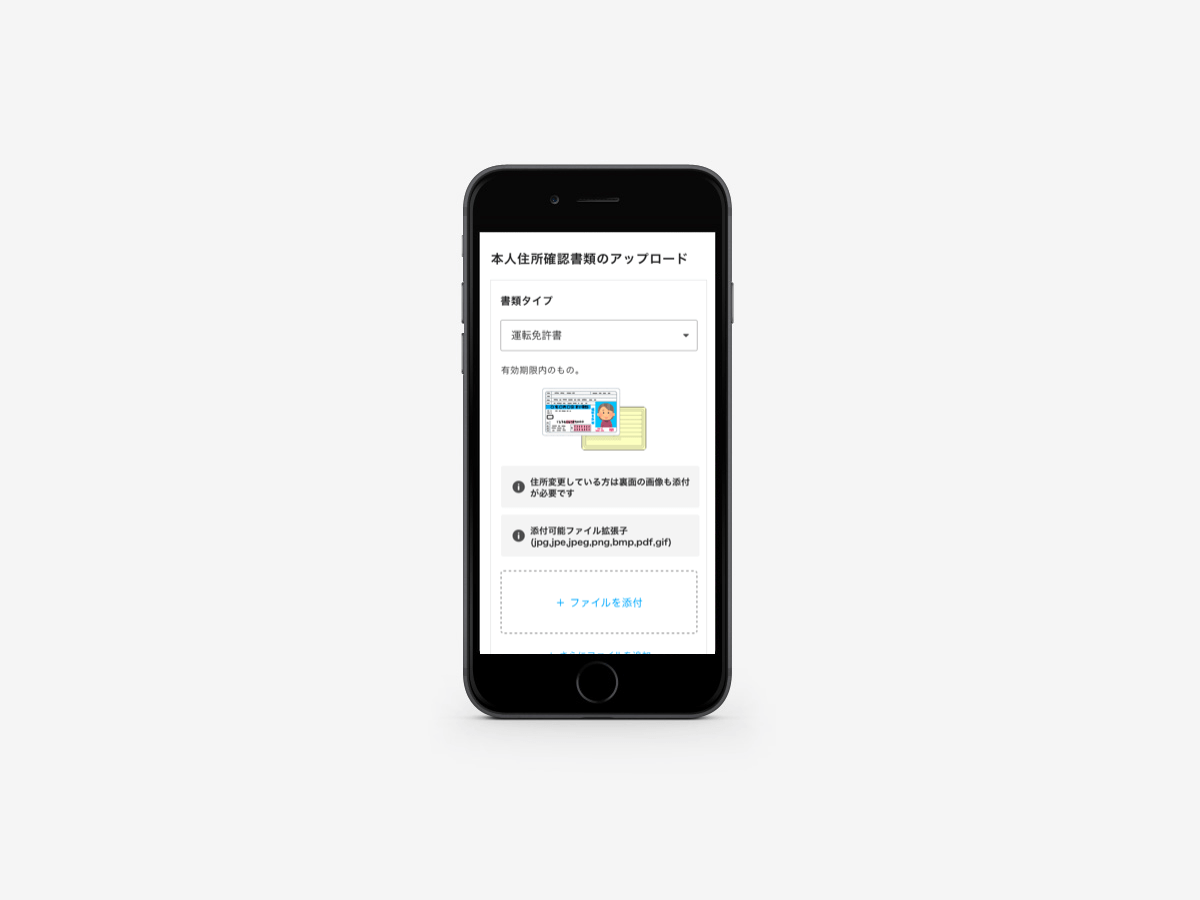 本人住所確認書類のアップロード
書類タイプ
運転免許書
有効期限内のもの。
住所変更している方は裏面の画像も添付
が必要です
添付可能ファイル拡張子
(jpg,jpe,jpeg,png,bmp,pdf,gif)
+ ファイルを添付